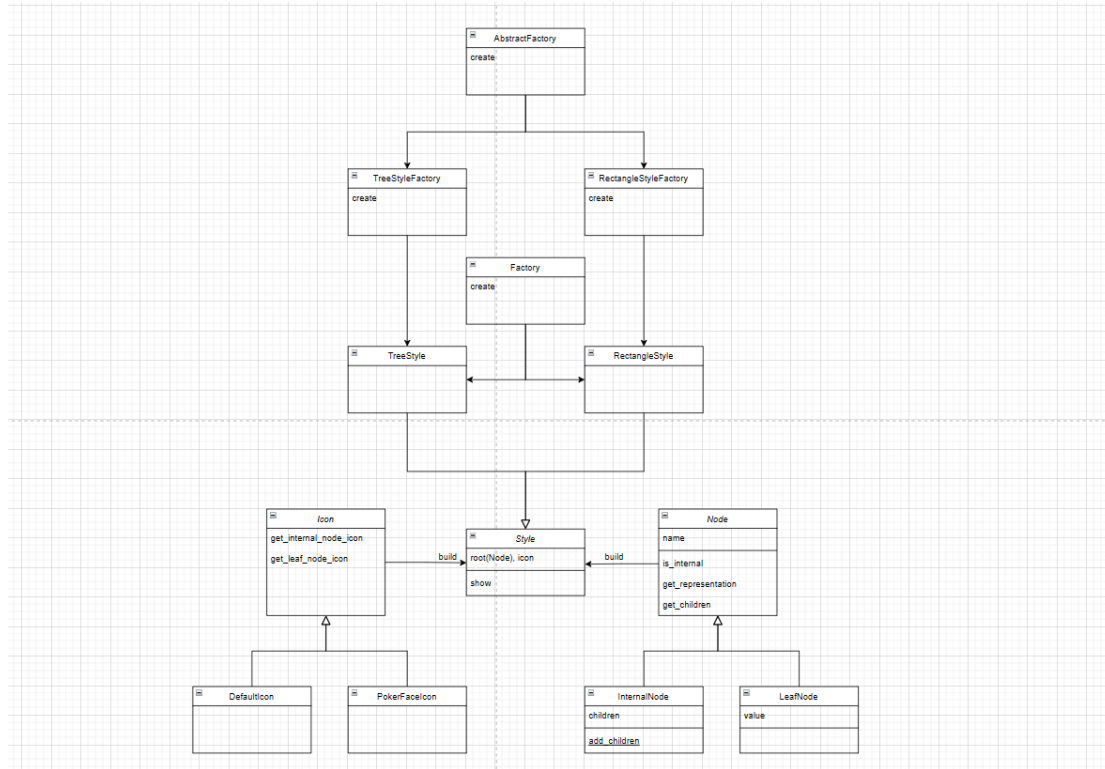 AbstractFactory
create
TreeStyleFactory
create
RectangleStyleFactory
create
Factory
create
TreeStyle
RectangleStyle
Icon
get_internal_node_icon
get_leaf_node_icon
build
Style
root(Node), icon
show
build
Node
name
is_internal
get_representation
get_children
DefaultIcon
PokerFaceIcon
InternalNode
children
add_children
LeafNode
value